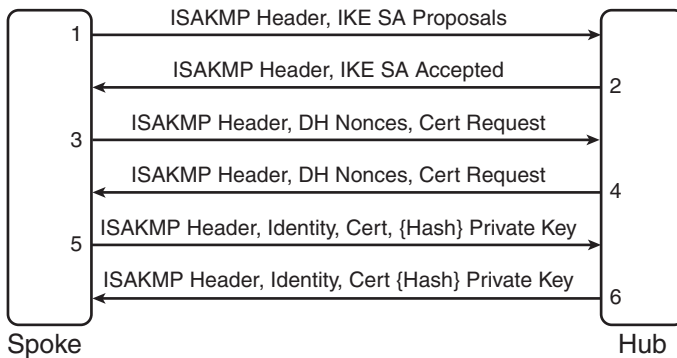 ISAKMP Header, IKE SA Proposals
1
ISAKMP Header, IKE SA Accepted
2
ISAKMP Header, DH Nonces, Cert Request
3
ISAKMP Header, DH Nonces, Cert Request
4
ISAKMP Header, Identity, Cert, {Hash} Private Key
5
ISAKMP Header, Identity, Cert {Hash} Private Key
6
Spoke
Hub